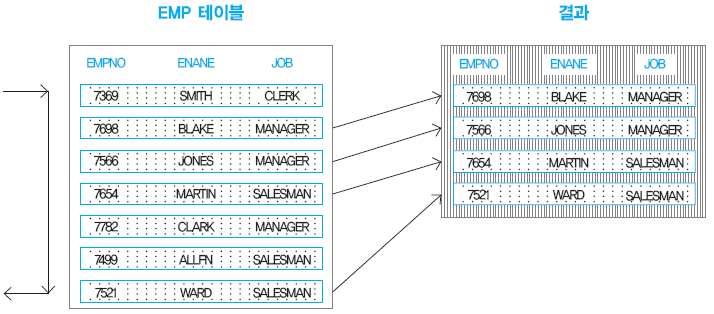 EMP 테이블
EMPNO ENANE JOB
7369 SMITH CLERK
7698 BLAKE MANAGER
7566 JONES MANAGER
7654 MARTIN SALESMAN
7782 CLARK MANAGER
7499 ALLFN SALESMAN
7521 WARD SALESMAN
결과
EMPNO ENANE JOB
7698 BLAKE MANAGER
7566 JONES MANAGER
7654 MARTIN SALESMAN
7521 WARD SALESMAN